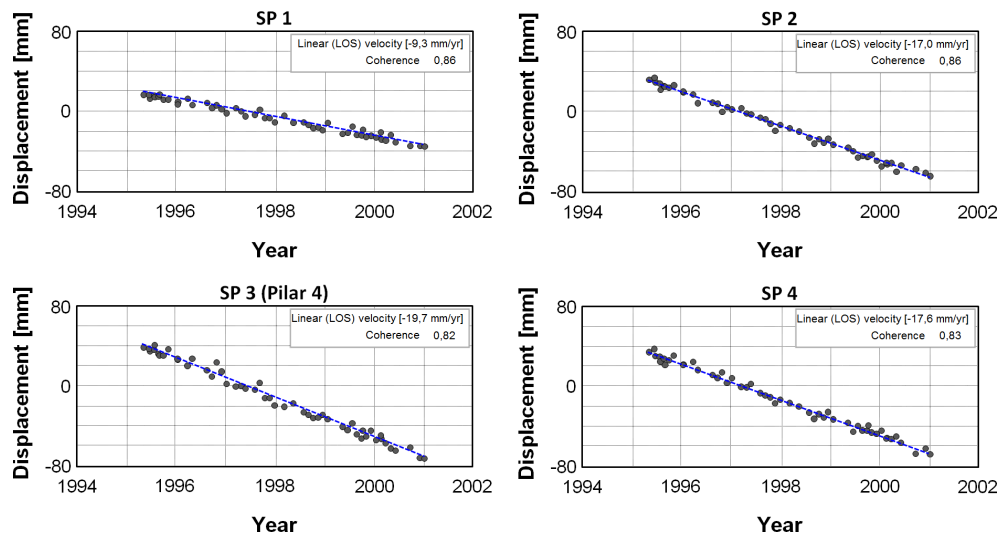 SP 1
Displacement [mm]
80
0
-80
Linear (LOS) velocity [-9,3 mm/yr]
Coherence 0,86
1994 1996 1998 2000 2002
Year
SP 2
Displacement [mm]
80
0
-80
Linear (LOS) velocity [-17,0 mm/yr]
Coherence 0,86
1994 1996 1998 2000 2002
Year
SP 3 (Pilar 4)
Displacement [mm]
80
0
-80
Linear (LOS) velocity [-19,7 mm/yr]
Coherence 0,82
1994 1996 1998 2000 2002
Year
SP 4
Displacement [mm]
80
0
-80
Linear (LOS) velocity [-17,6 mm/yr]
Coherence 0,83
1994 1996 1998 2000 2002
Year